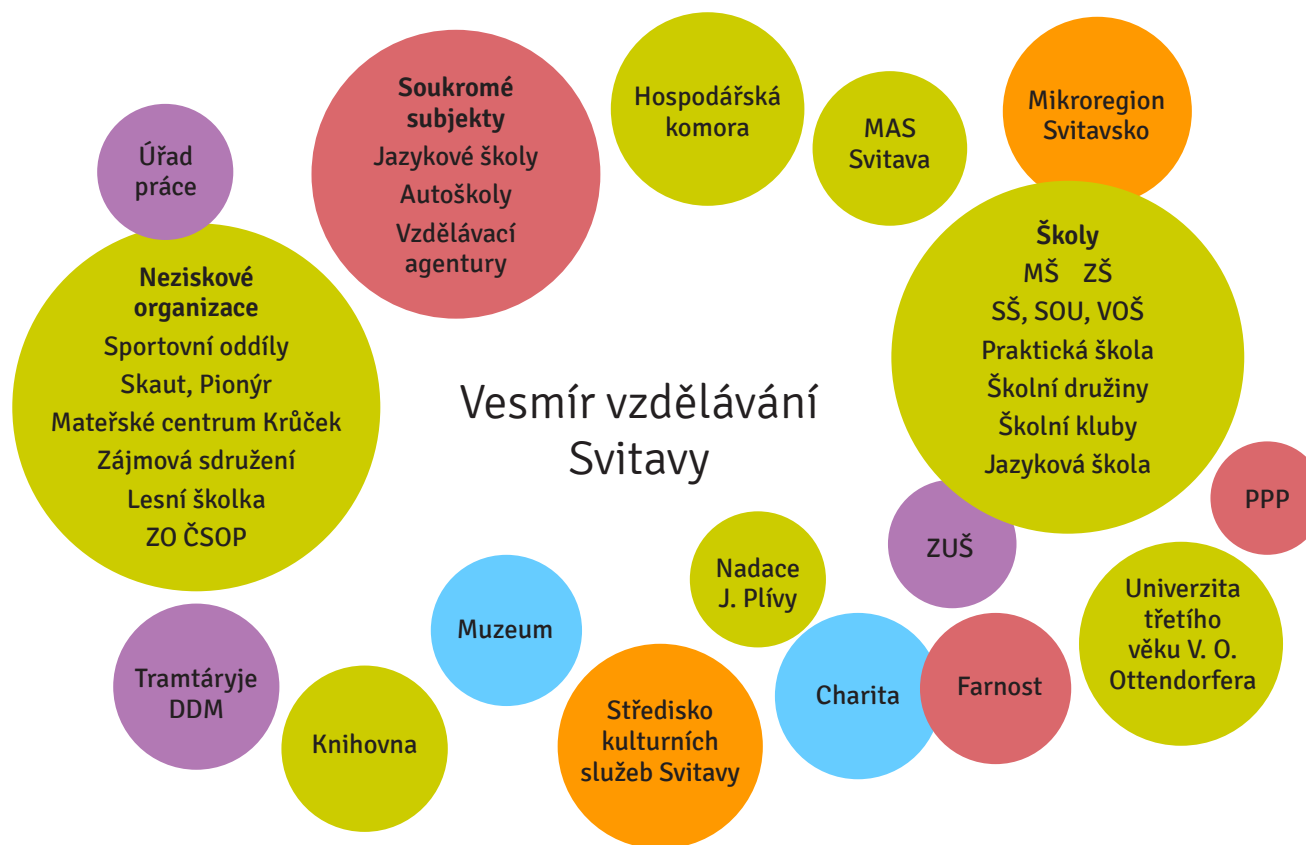 Soukromé
subjekty
Jazykové školy
Autoškoly
Vzdělávací
agentury
Hospodářská
komora
MAS
Svitava
Mikroregion
Svitavsko
Úřad
práce
Neziskové
organizace
Sportovní oddíly
Skaut, Pionýr
Mateřské centrum Krůček
Zájmová sdružení
Lesní školka
ZO ČSOP
Školy
MŠ ZŠ
SŠ, SOU, VOŠ
Praktická škola
Školní družiny
Školní kluby
Jazyková škola
Vesmír vzdělávání
Svitavy
PPP
ZUŠ
Nadace
J. Plívy
Univerzita
třetího
věku V. O.
Ottendorfera
Muzeum
Tramtáryje
DDM
Knihovna
Středisko
kulturních
služeb Svitavy
Charita
Farnost